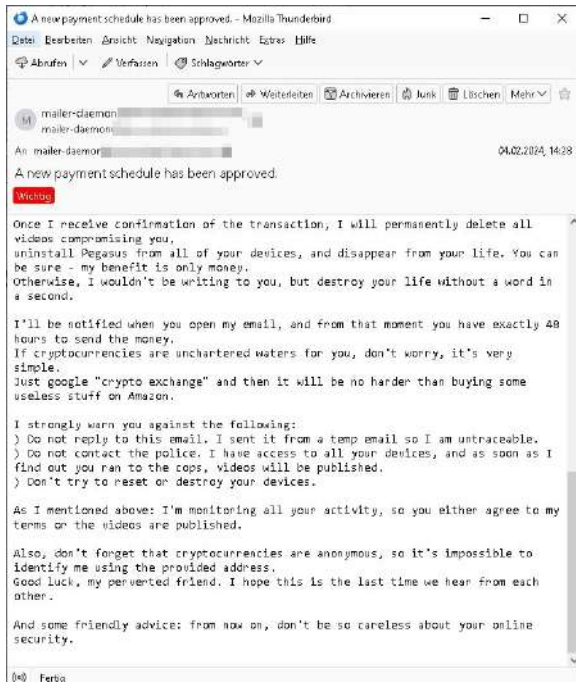 A new payment schedule has been approved. - Mozilla Thunderbird
Datei Bearbeiten Ansicht Navigation Nachricht Extras Hilfe
Abrufen Verfassen Schlagwörter
Antworten Weiterleiten Archivieren Junk Löschen Mehr
M
mailer-daemon
mailer-daemon
An mailer-daemon
04.02.2024, 14:28
A new payment schedule has been approved.
Wichtig
Once I receive confirmation of the transaction, I will permanently delete all
videos compromising you,
uninstall Pegasus from all of your devices, and disappear from your life. You can
be sure - my benefit is only money.
Otherwise, I wouldn't be writing to you, but destroy your life without a word in
a second.
I'll be notified when you open my email, and from that moment you have exactly 48
hours to send the money.
If cryptocurrencies are unchartered waters for you, don't worry, it's very
simple.
Just google "crypto exchange" and then it will be no harder than buying some
useless stuff on Amazon.
I strongly warn you against the following:
) Do not reply to this email. I sent it from a temp email so I am untraceable.
) Do not contact the police. I have access to all your devices, and as soon as I
find out you ran to the cops, videos will be published.
) Don't try to reset or destroy your devices.
As I mentioned above: I'm monitoring all your activity, so you either agree to my
terms or the videos are published.
Also, don't forget that cryptocurrencies are anonymous, so it's impossible to
identify me using the provided address.
Good luck, my perverted friend. I hope this is the last time we hear from each
other.
And some friendly advice: from now on, don't be so careless about your online
security.
Fertig